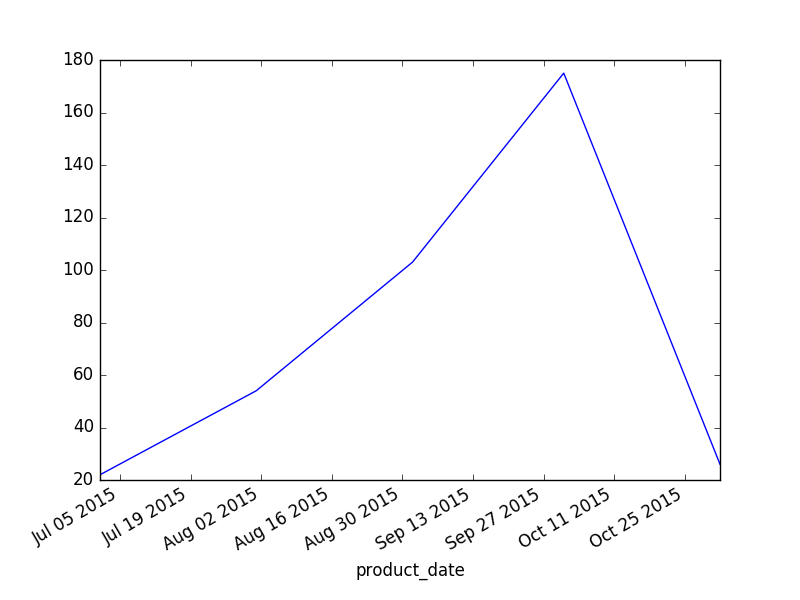 180
160
140
120
100
80
60
40
20
Jul 05 2015
Jul 19 2015
Aug 02 2015
Aug 16 2015
Aug 30 2015
Sep 13 2015
Sep 27 2015
Oct 11 2015
Oct 25 2015
product_date